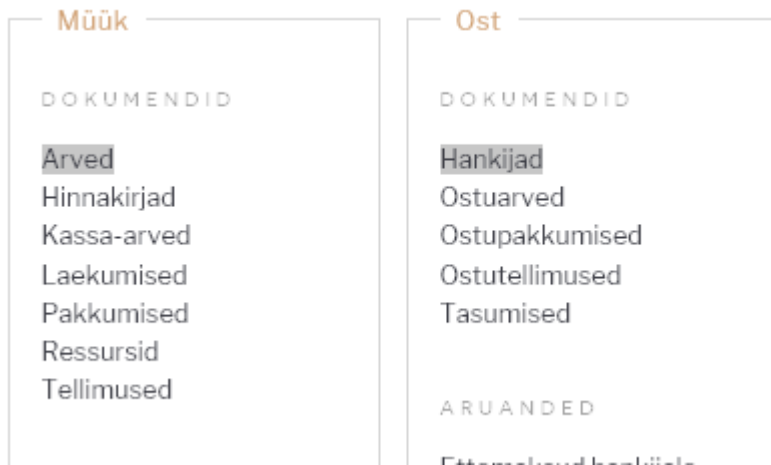 Müük
DOKUMENDID
Arved
Hinnakirjad
Kassa-arved
Laekumised
Pakkumised
Ressursid
Tellimused
Ost
DOKUMENDID
Hankijad
Ostuarved
Ostupakkumised
Ostutellimused
Tasumised
ARUANDED